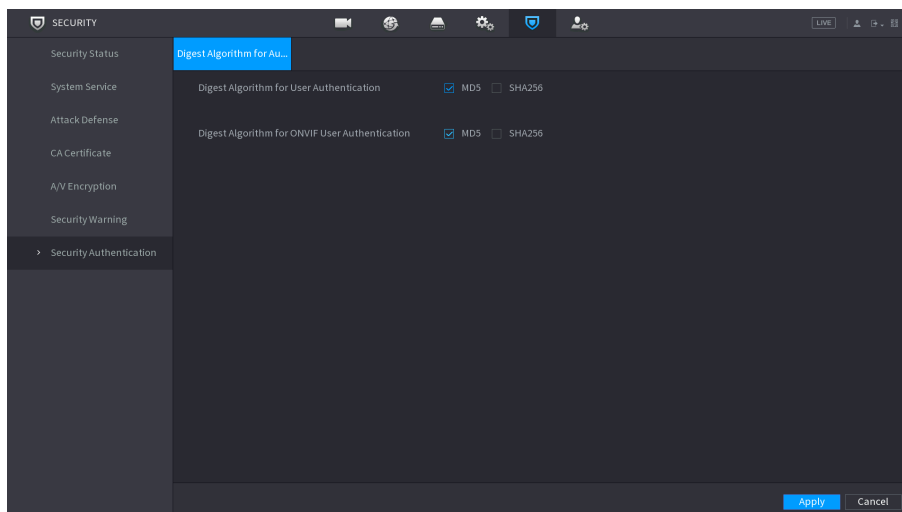 SECURITY
LIVE
Security Status
System Service
Attack Defense
CA Certificate
A/V Encryption
Security Warning
Security Authentication
Digest Algorithm for Au...
Digest Algorithm for User Authentication MD5 SHA256
Digest Algorithm for ONVIF User Authentication MD5 SHA256
Apply Cancel